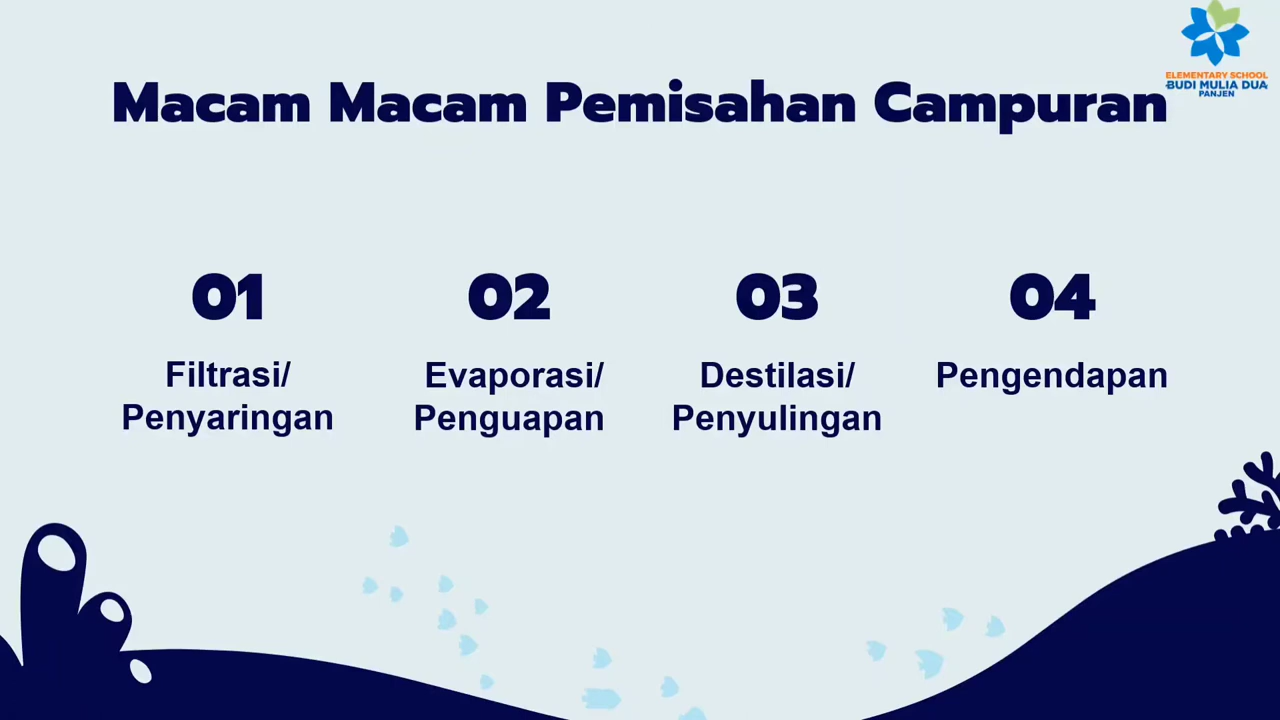 ELEMENTARY SCHOOL
BUDI MULIA DUA
PANJEN
Macam Macam Pemisahan Campuran
01
Filtrasi/
Penyaringan
02
Evaporasi/
Penguapan
03
Destilasi/
Penyulingan
04
Pengendapan